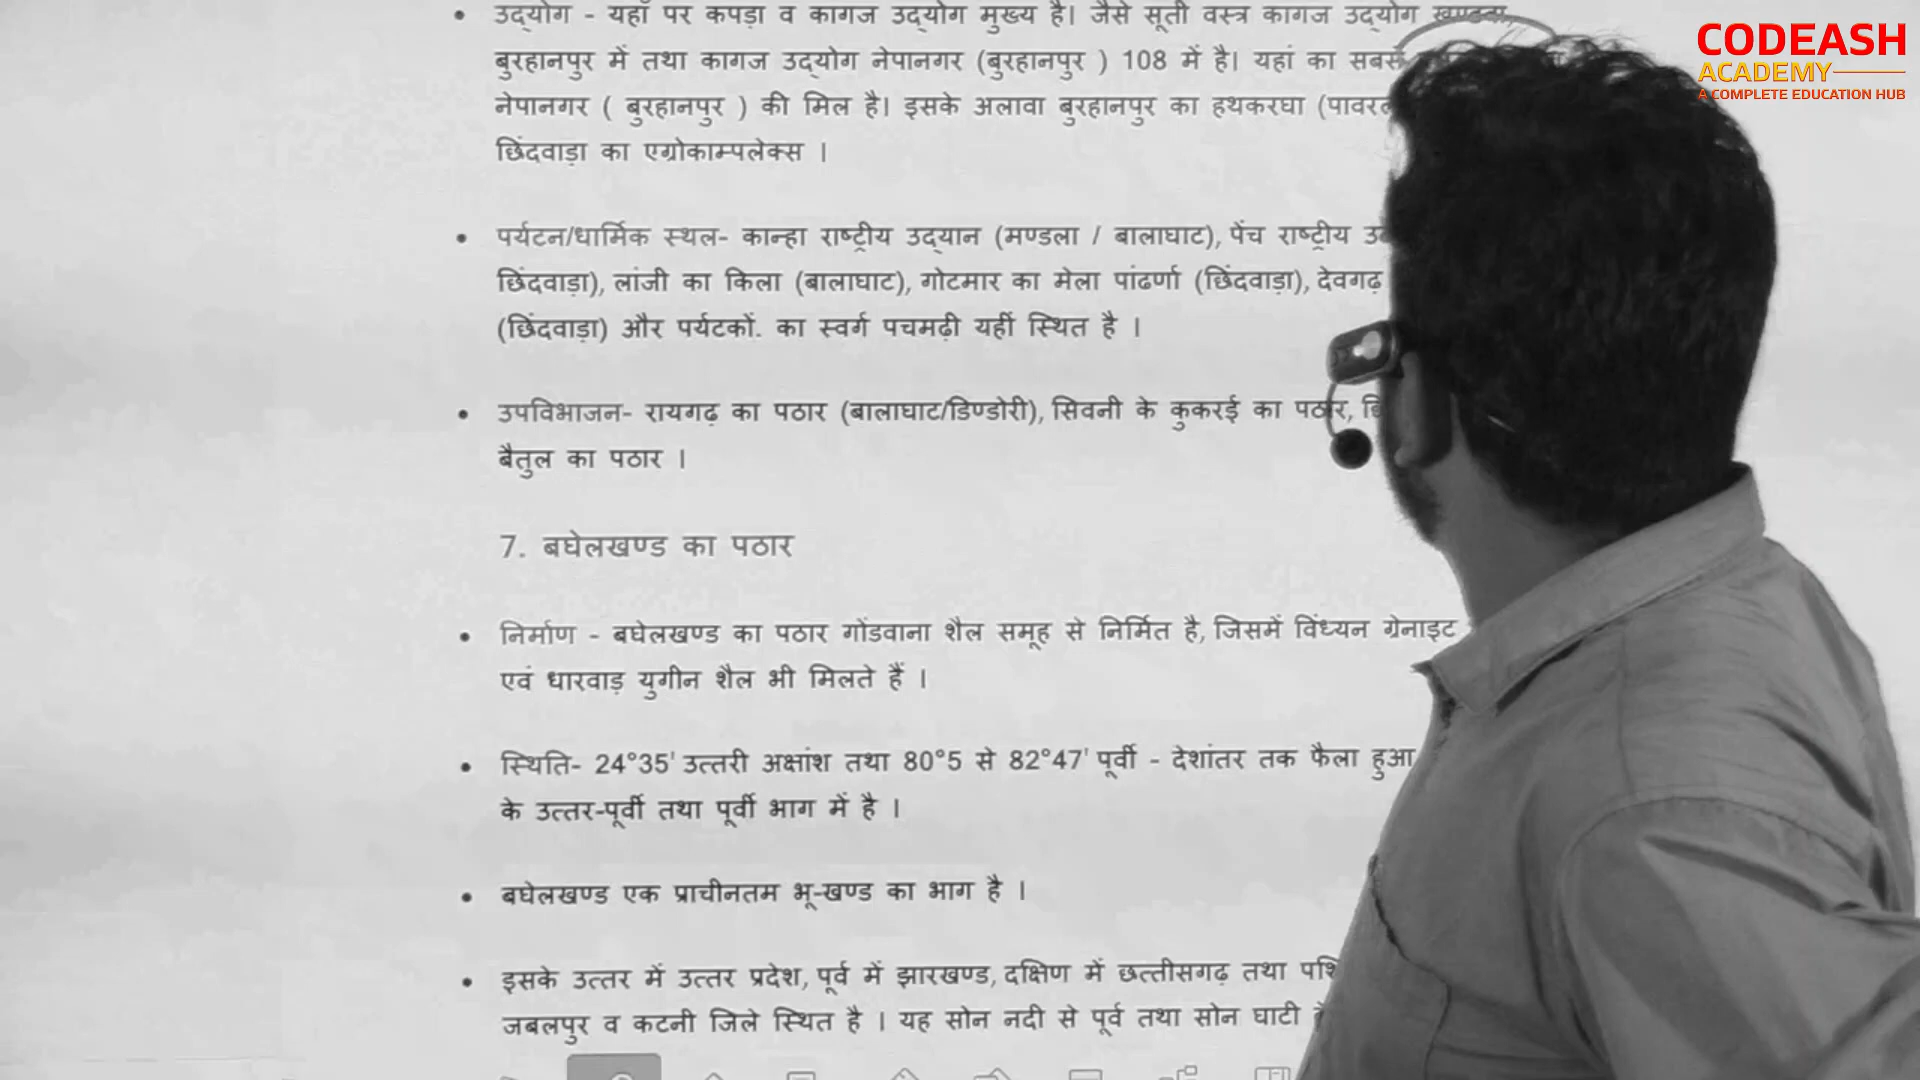 उद्योग - यहाँ पर कपड़ा व कागज उद्योग मुख्य है। जैसे सूती वस्त्र कागज उद्योग
बुरहानपुर में तथा कागज उद्योग नेपानगर (बुरहानपुर ) 108 में है। यहां का
नेपानगर ( बुरहानपुर ) की मिल है। इसके अलावा बुरहानपुर का हथकरघा
छिंदवाड़ा का एग्रोकाम्पलेक्स ।
पर्यटन/धार्मिक स्थल- कान्हा राष्ट्रीय उद्यान (मण्डला / बालाघाट), पेंच राष्ट्रीय
छिंदवाड़ा), लांजी का किला (बालाघाट), गोटमार का मेला पांढर्णा (छिंदवाड़ा), देवगढ़
(छिंदवाड़ा) और पर्यटकों. का स्वर्ग पचमढ़ी यहीं स्थित है ।
उपविभाजन- रायगढ़ का पठार (बालाघाट/डिण्डोरी), सिवनी के कुकरई का पठार,
बैतुल का पठार ।
7. बघेलखण्ड का पठार
निर्माण - बघेलखण्ड का पठार गोंडवाना शैल समूह से निर्मित है, जिसमें विंध्यन ग्रेनाइट
एवं धारवाड़ युगीन शैल भी मिलते हैं ।
स्थिति- 24°35' उत्तरी अक्षांश तथा 80°5 से 82°47' पूर्वी - देशांतर तक फैला हुआ
के उत्तर-पूर्वी तथा पूर्वी भाग में है ।
बघेलखण्ड एक प्राचीनतम भू-खण्ड का भाग है ।
इसके उत्तर में उत्तर प्रदेश, पूर्व में झारखण्ड, दक्षिण में छत्तीसगढ़ तथा
जबलपुर व कटनी जिले स्थित है । यह सोन नदी से पूर्व तथा सोन घाटी
CODEASH
ACADEMY
A COMPLETE EDUCATION HUB